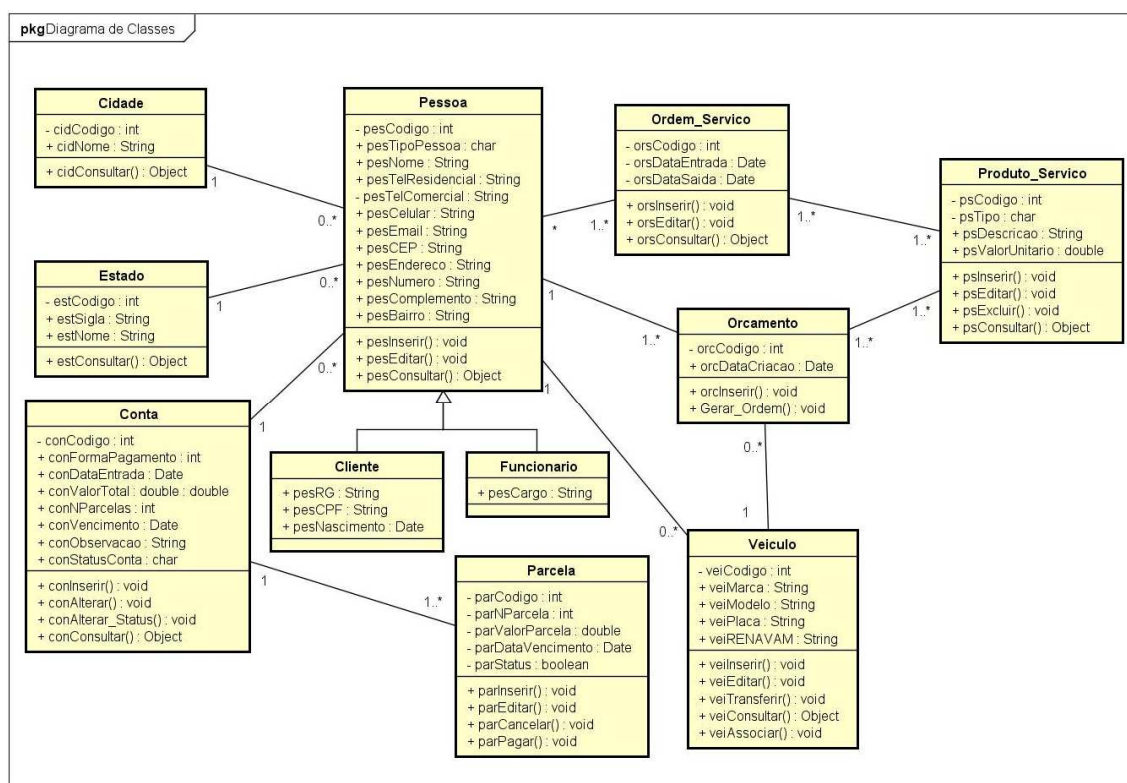 pkg Diagrama de Classes
Cidade
- cidCodigo : int
+ cidNome : String
+ cidConsultar() : Object
1
0..*
Estado
- estCodigo : int
+ estSigla : String
+ estNome : String
+ estConsultar() : Object
1
0..*
Pessoa
- pesCodigo : int
+ pesTipoPessoa : char
+ pesNome : String
+ pesTelResidencial : String
- pesTelComercial : String
+ pesCelular : String
+ pesEmail : String
+ pesCEP : String
+ pesEndereco : String
+ pesNumero : String
+ pesComplemento : String
+ pesBairro : String
+ pesInserir() : void
+ pesEditar() : void
+ pesConsultar() : Object
*
1..*
Ordem_Servico
- orsCodigo : int
- orsDataEntrada : Date
- orsDataSaida : Date
+ orsInserir() : void
+ orsEditar() : void
+ orsConsultar() : Object
1..*
1..*
Produto_Servico
- psCodigo : int
- psTipo : char
+ psDescricao : String
+ psValorUnitario : double
+ psInserir() : void
+ psEditar() : void
+ psExcluir() : void
+ psConsultar() : Object
1..*
1..*
1
1..*
Orcamento
- orcCodigo : int
+ orcDataCriacao : Date
+ orcInserir() : void
+ Gerar_Ordem() : void
0..*
1
0..*
1
Conta
- conCodigo : int
+ conFormaPagamento : int
+ conDataEntrada : Date
+ conValorTotal : double : double
+ conNParcelas : int
+ conVencimento : Date
+ conObservacao : String
+ conStatusConta : char
+ conInserir() : void
+ conAlterar() : void
+ conAlterar_Status() : void
+ conConsultar() : Object
1
1..*
Cliente
+ pesRG : String
+ pesCPF : String
+ pesNascimento : Date
Funcionario
+ pesCargo : String
1
0..*
Parcela
- parCodigo : int
- parNParcela : int
- parValorParcela : double
- parDataVencimento : Date
- parStatus : boolean
+ parInserir() : void
+ parEditar() : void
+ parCancelar() : void
+ parPagar() : void
Veiculo
- veiCodigo : int
+ veiMarca : String
+ veiModelo : String
+ veiPlaca : String
+ veiRENAVAM : String
+ veiInserir() : void
+ veiEditar() : void
+ veiTransferir() : void
+ veiConsultar() : Object
+ veiAssociar() : void